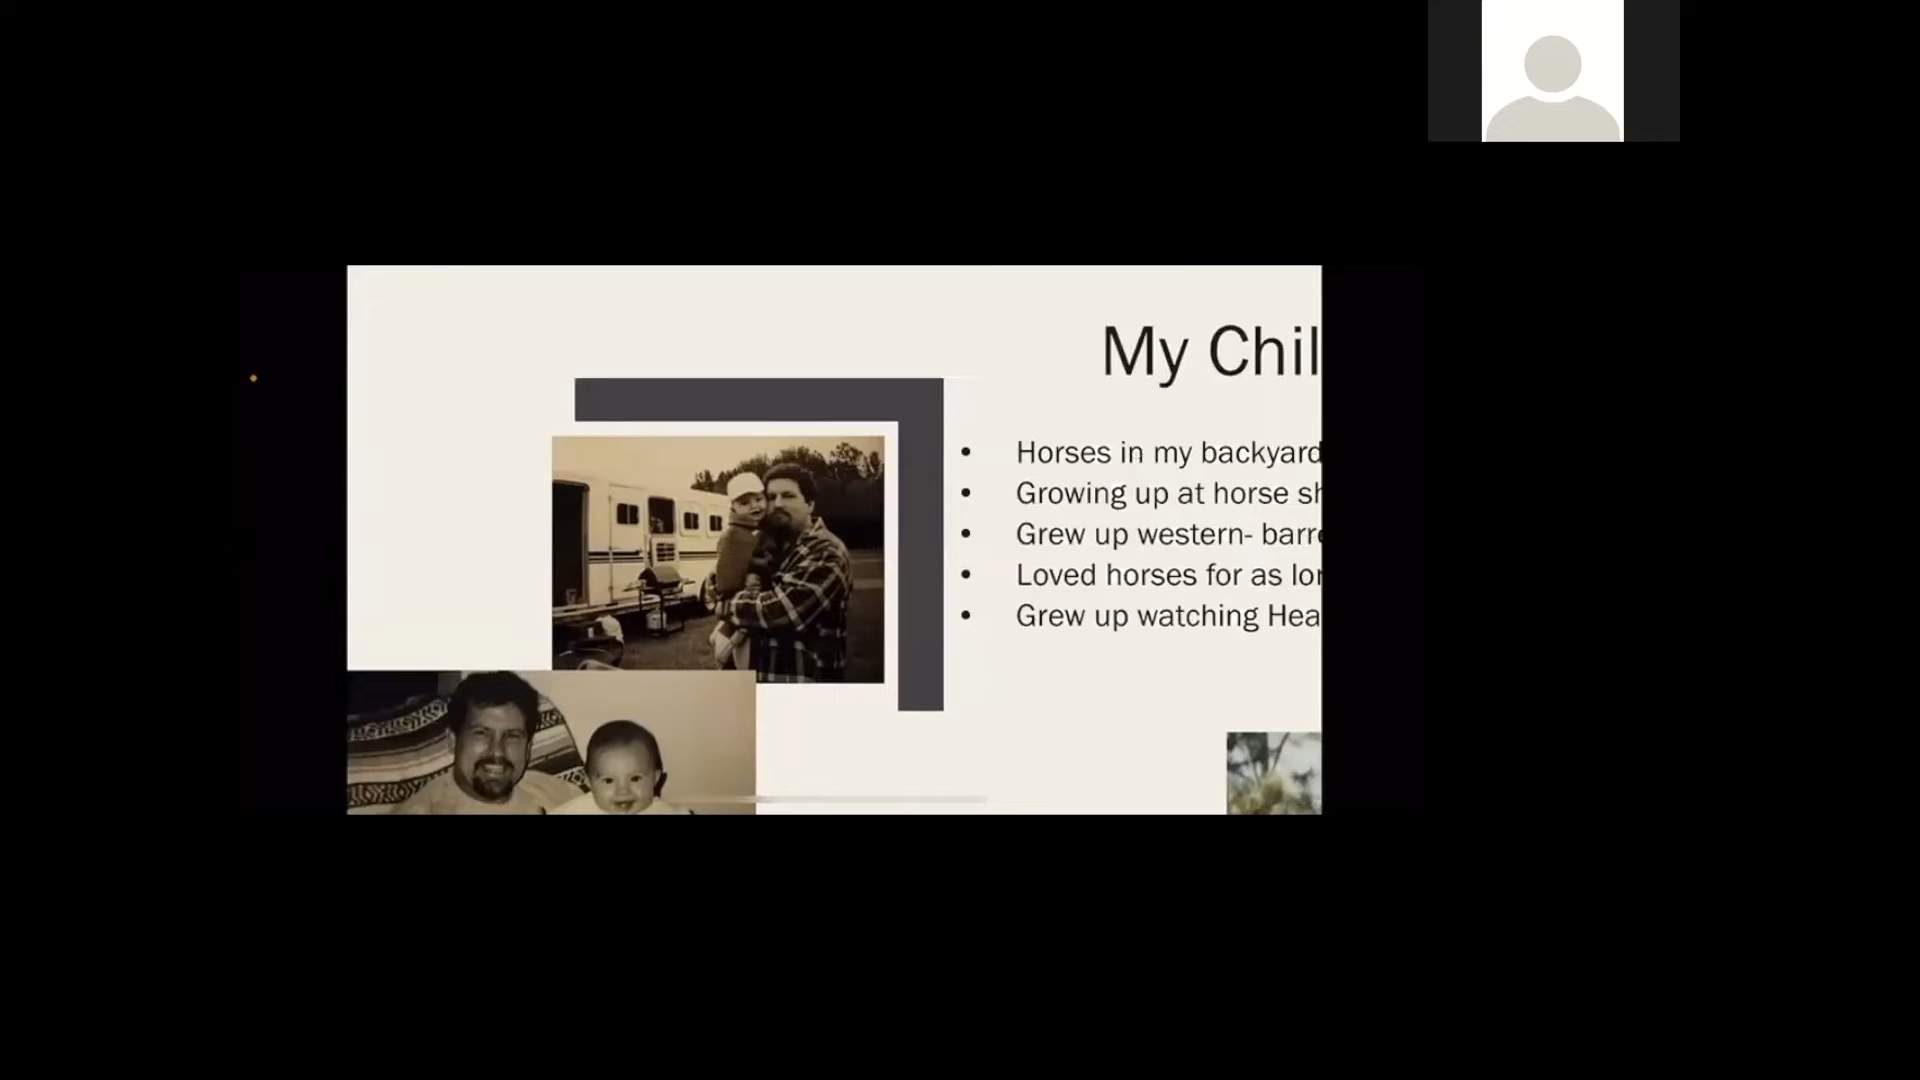 My Chil
Horses in my backyard
Growing up at horse sh
Grew up western- barr
Loved horses for as lo
Grew up watching Hea